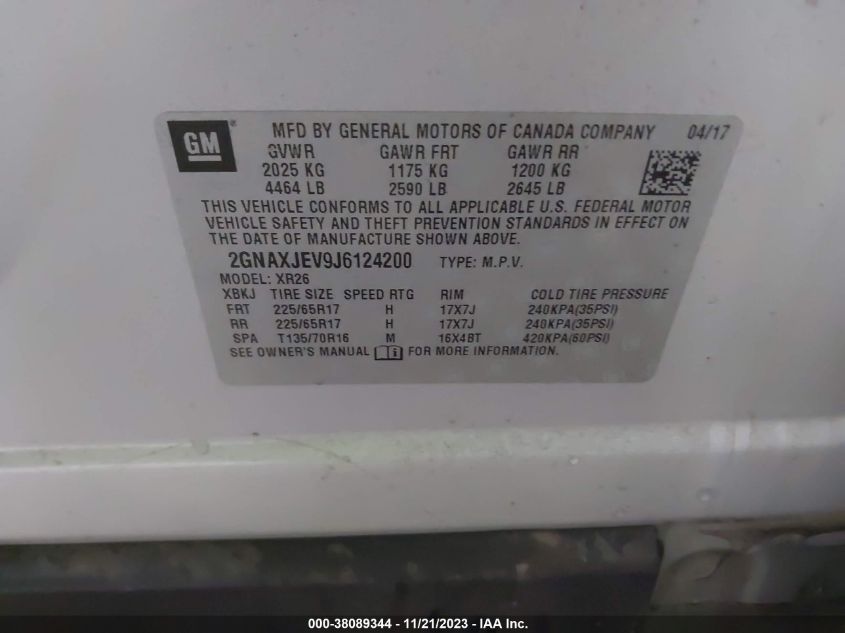 GM ® MFD BY GENERAL MOTORS OF CANADA COMPANY 04/17
GVWR GAWR FRT GAWR RR
2025 KG 1175 KG 1200 KG
4464 LB 2590 LB 2645 LB
THIS VEHICLE CONFORMS TO ALL APPLICABLE U.S. FEDERAL MOTOR
VEHICLE SAFETY AND THEFT PREVENTION STANDARDS IN EFFECT ON
THE DATE OF MANUFACTURE SHOWN ABOVE.
2GNAXJEV9J6124200 TYPE: M.P.V.
MODEL: XR26
XBKJ TIRE SIZE SPEED RTG RIM COLD TIRE PRESSURE
FRT 225/65R17 H 17X7J 240KPA(35PSI)
RR 225/65R17 H 17X7J 240KPA(35PSI)
SPA T135/70R16 M 16X4BT 420KPA(60PSI)
SEE OWNER'S MANUAL i FOR MORE INFORMATION.
000-38089344 - 11/21/2023 - IAA Inc.